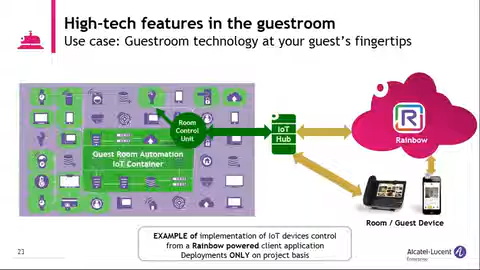 High-tech features in the guestroom
Use case: Guestroom technology at your guest's fingertips
Room
Control
Unit
IoT
Hub
Rainbow
Guest Room Automation
IoT Container
Room / Guest Device
EXAMPLE of implementation of IoT devices control
from a Rainbow powered client application
Deployments ONLY on project basis
21
Alcatel-Lucent
Enterprise